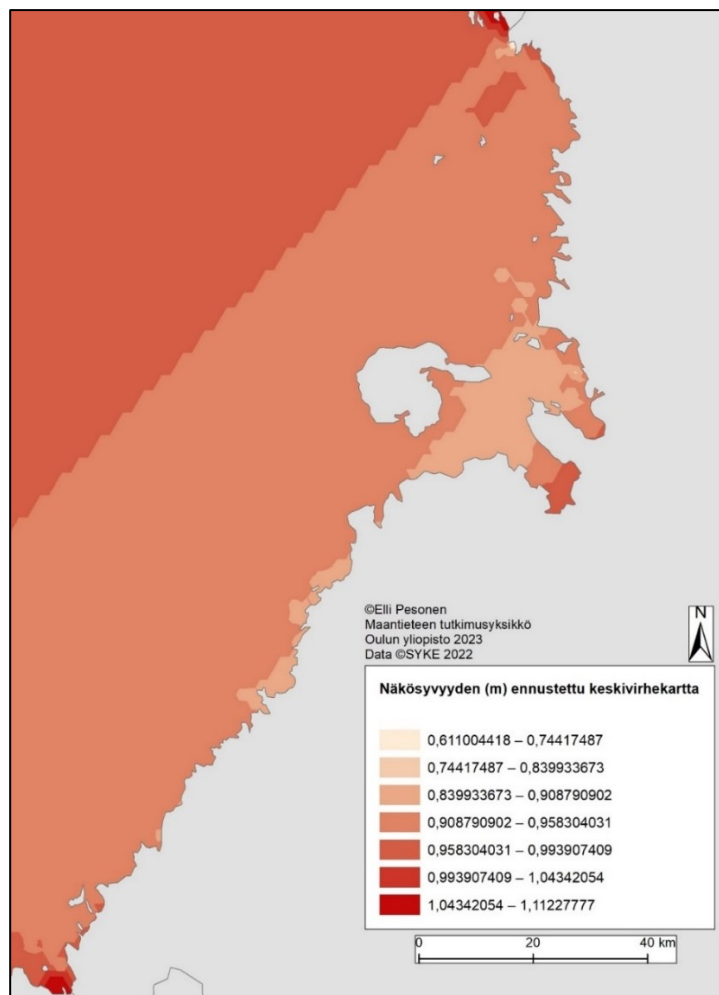 ©Elli Pesonen
Maantieteen tutkimusyksikkö
Oulun yliopisto 2023
Data ©SYKE 2022
N
Näkösyvyyden (m) ennustettu keskivirhekartta
0,611004418 – 0,74417487
0,74417487 – 0,839933673
0,839933673 – 0,908790902
0,908790902 – 0,958304031
0,958304031 – 0,993907409
0,993907409 – 1,04342054
1,04342054 – 1,11227777
0 20 40 km